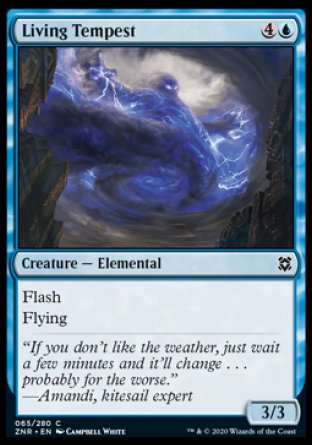 Living Tempest 4
Creature — Elemental
Flash
Flying
“If you don’t like the weather, just wait
a few minutes and it’ll change . . .
probably for the worse.”
—Amandi, kitesail expert
3/3
065/280 C
ZNR • EN CAMPBELL WHITE
™ & © 2020 Wizards of the Coast